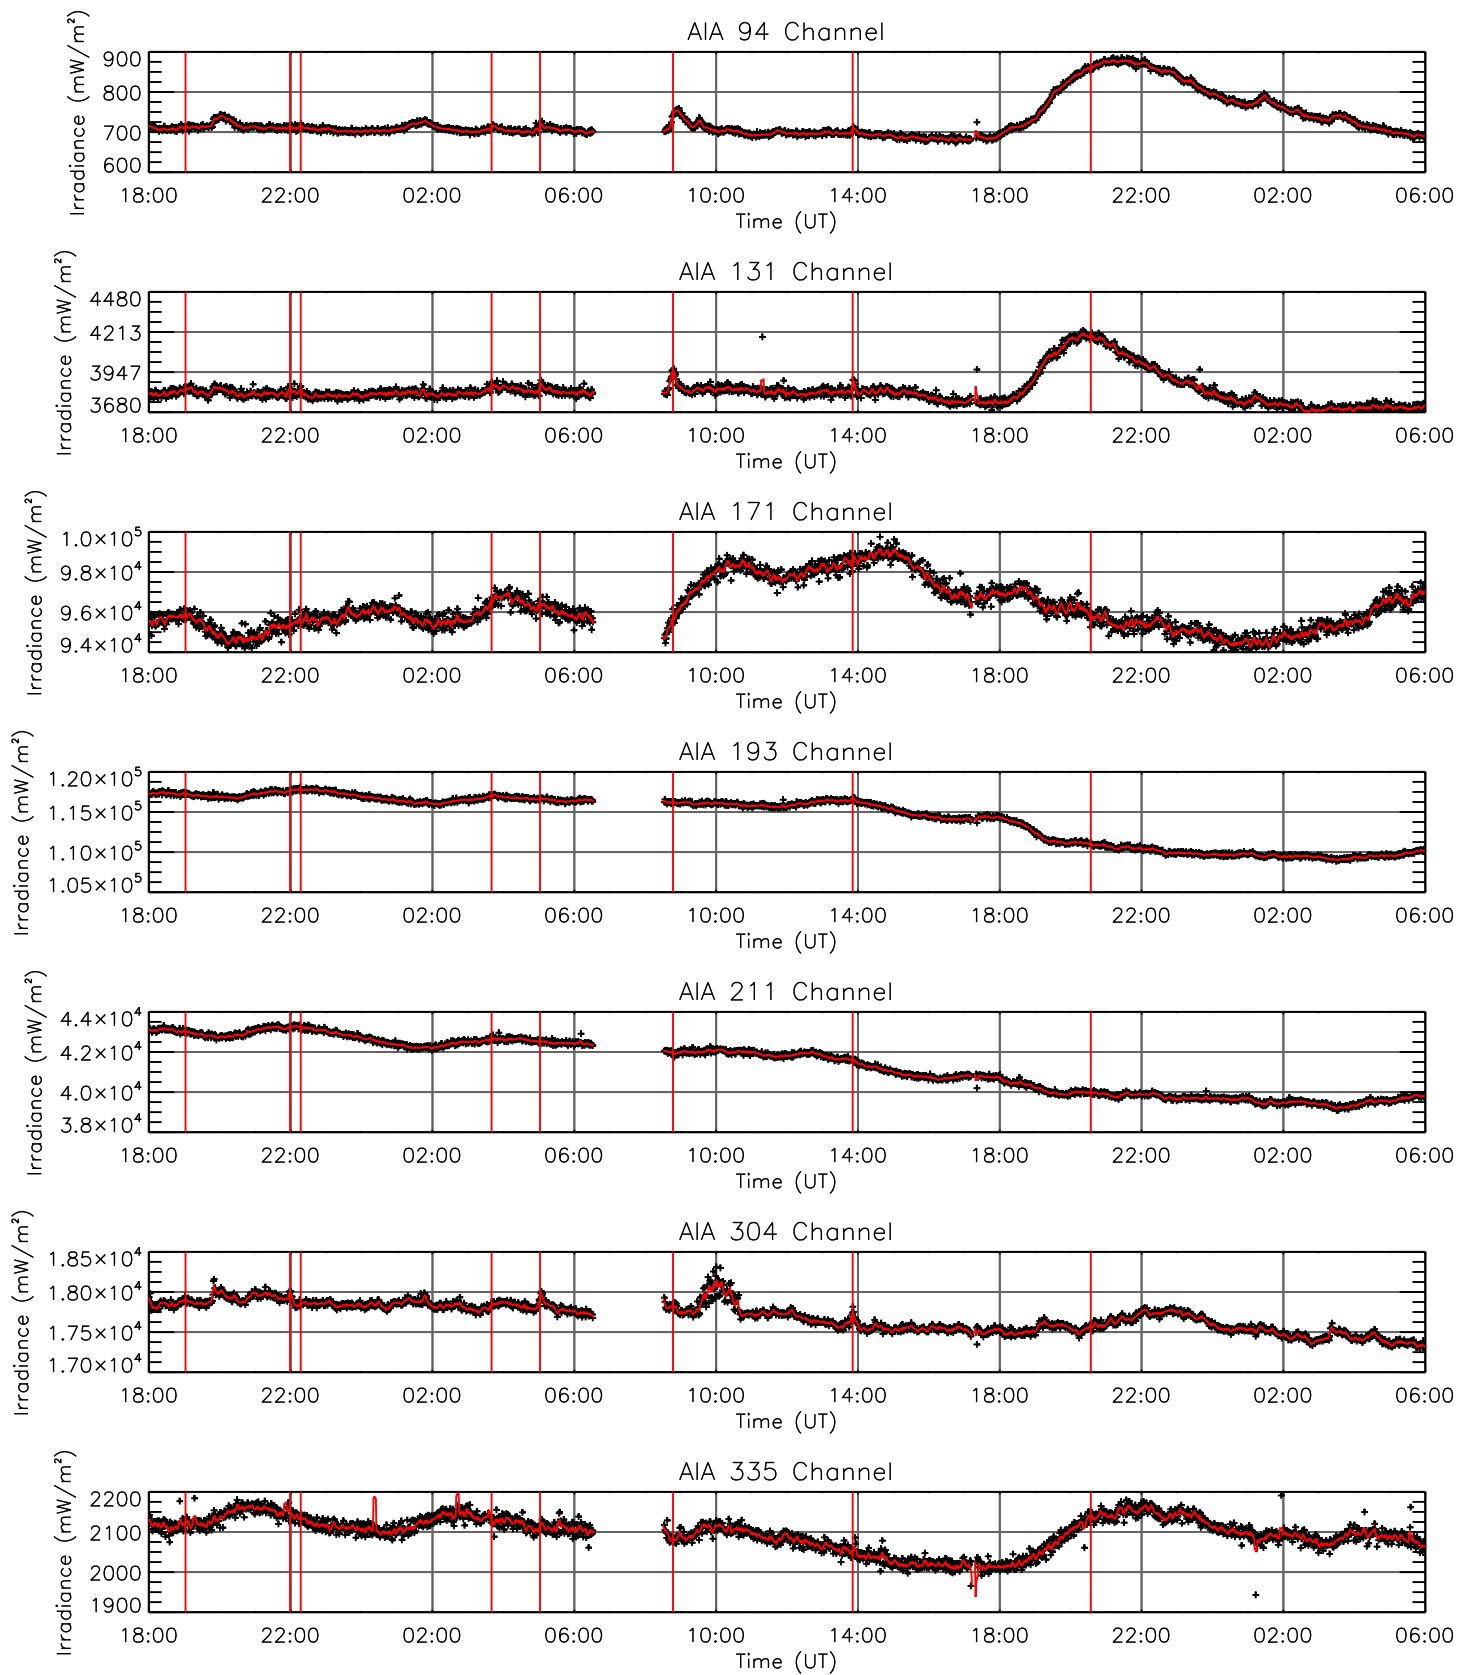 AIA 94 Channel
Irradiance (mW/m²)
900
800
700
600
18:00 22:00 02:00 06:00 10:00 14:00 18:00 22:00 02:00 06:00
Time (UT)
AIA 131 Channel
Irradiance (mW/m²)
4480
4213
3947
3680
18:00 22:00 02:00 06:00 10:00 14:00 18:00 22:00 02:00 06:00
Time (UT)
AIA 171 Channel
Irradiance (mW/m²)
1.0×10⁵
9.8×10⁴
9.6×10⁴
9.4×10⁴
18:00 22:00 02:00 06:00 10:00 14:00 18:00 22:00 02:00 06:00
Time (UT)
AIA 193 Channel
Irradiance (mW/m²)
1.20×10⁵
1.15×10⁵
1.10×10⁵
1.05×10⁵
18:00 22:00 02:00 06:00 10:00 14:00 18:00 22:00 02:00 06:00
Time (UT)
AIA 211 Channel
Irradiance (mW/m²)
4.4×10⁴
4.2×10⁴
4.0×10⁴
3.8×10⁴
18:00 22:00 02:00 06:00 10:00 14:00 18:00 22:00 02:00 06:00
Time (UT)
AIA 304 Channel
Irradiance (mW/m²)
1.85×10⁴
1.80×10⁴
1.75×10⁴
1.70×10⁴
18:00 22:00 02:00 06:00 10:00 14:00 18:00 22:00 02:00 06:00
Time (UT)
AIA 335 Channel
Irradiance (mW/m²)
2200
2100
2000
1900
18:00 22:00 02:00 06:00 10:00 14:00 18:00 22:00 02:00 06:00
Time (UT)